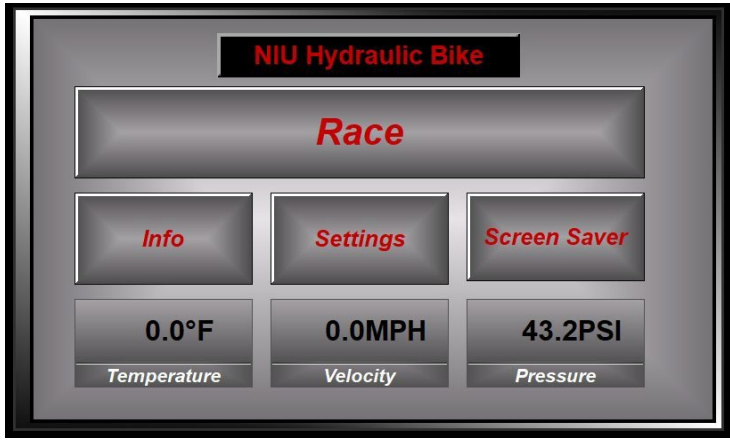 NIU Hydraulic Bike
Race
Info
Settings
Screen Saver
0.0°F
0.0MPH
43.2PSI
Temperature
Velocity
Pressure